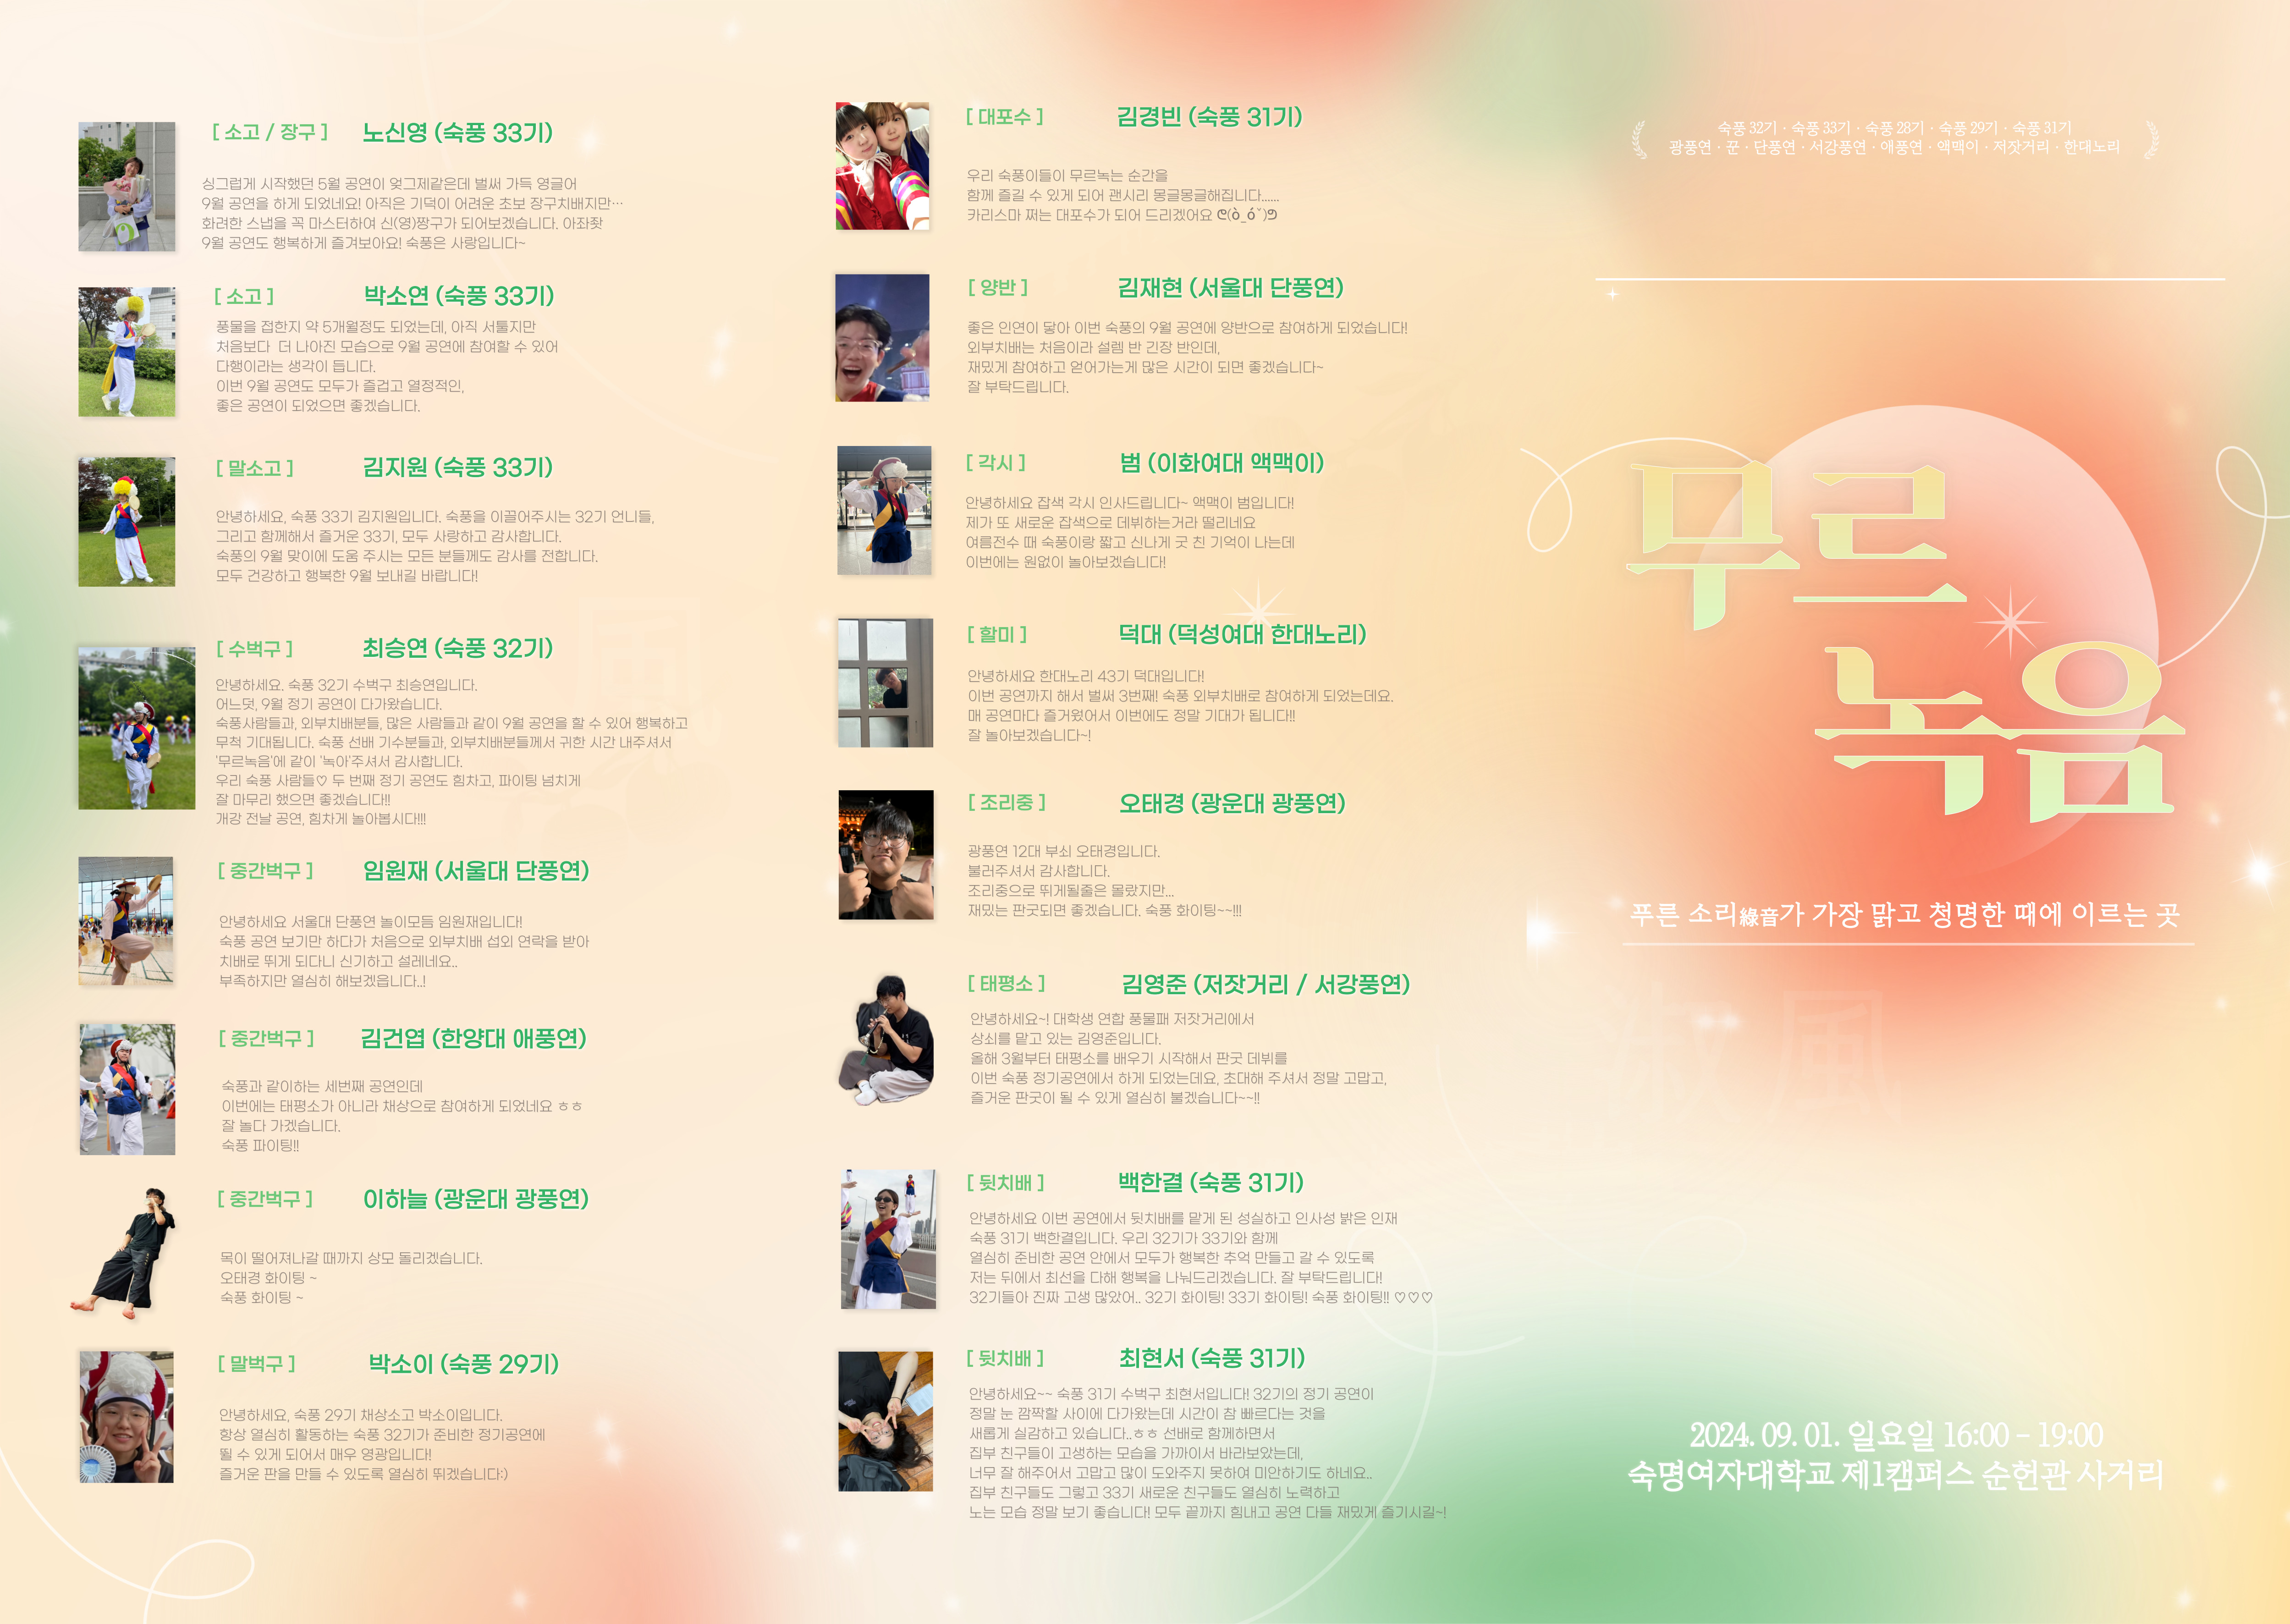 [ 소고 / 장구 ] 노신영 (숙풍 33기)
싱그럽게 시작했던 5월 공연이 엊그제같은데 벌써 가득 영글어
9월 공연을 하게 되었네요! 아직은 기덕이 어려운 초보 장구치배지만…
화려한 스냅을 꼭 마스터하여 신(영)짱구가 되어보겠습니다. 아좌좟
9월 공연도 행복하게 즐겨보아요! 숙풍은 사랑입니다~
[ 소고 ] 박소연 (숙풍 33기)
풍물을 접한지 약 5개월정도 되었는데, 아직 서툴지만
처음보다 더 나아진 모습으로 9월 공연에 참여할 수 있어
다행이라는 생각이 듭니다.
이번 9월 공연도 모두가 즐겁고 열정적인,
좋은 공연이 되었으면 좋겠습니다.
[ 말소고 ] 김지원 (숙풍 33기)
안녕하세요, 숙풍 33기 김지원입니다. 숙풍을 이끌어주시는 32기 언니들,
그리고 함께해서 즐거운 33기, 모두 사랑하고 감사합니다.
숙풍의 9월 맞이에 도움 주시는 모든 분들께도 감사를 전합니다.
모두 건강하고 행복한 9월 보내길 바랍니다!
[ 수벅구 ] 최승연 (숙풍 32기)
안녕하세요. 숙풍 32기 수벅구 최승연입니다.
어느덧, 9월 정기 공연이 다가왔습니다.
숙풍사람들과, 외부치배분들, 많은 사람들과 같이 9월 공연을 할 수 있어 행복하고
무척 기대됩니다. 숙풍 선배 기수분들과, 외부치배분들께서 귀한 시간 내주셔서
'무르녹음'에 같이 '녹아'주셔서 감사합니다.
우리 숙풍 사람들♡ 두 번째 정기 공연도 힘차고, 파이팅 넘치게
잘 마무리 했으면 좋겠습니다!!
개강 전날 공연, 힘차게 놀아봅시다!!!
[ 중간벅구 ] 임원재 (서울대 단풍연)
안녕하세요 서울대 단풍연 놀이모듬 임원재입니다!
숙풍 공연 보기만 하다가 처음으로 외부치배 섭외 연락을 받아
치배로 뛰게 되다니 신기하고 설레네요..
부족하지만 열심히 해보겠읍니다..!
[ 중간벅구 ] 김건엽 (한양대 애풍연)
숙풍과 같이하는 세번째 공연인데
이번에는 태평소가 아니라 채상으로 참여하게 되었네요 ㅎㅎ
잘 놀다 가겠습니다.
숙풍 파이팅!!
[ 중간벅구 ] 이하늘 (광운대 광풍연)
목이 떨어져나갈 때까지 상모 돌리겠습니다.
오태경 화이팅 ~
숙풍 화이팅 ~
[ 말벅구 ] 박소이 (숙풍 29기)
안녕하세요, 숙풍 29기 채상소고 박소이입니다.
항상 열심히 활동하는 숙풍 32기가 준비한 정기공연에
뛸 수 있게 되어서 매우 영광입니다!
즐거운 판을 만들 수 있도록 열심히 뛰겠습니다:)
[ 대포수 ] 김경빈 (숙풍 31기)
우리 숙풍이들이 무르녹는 순간을
함께 즐길 수 있게 되어 괜시리 몽글몽글해집니다......
카리스마 쩌는 대포수가 되어 드리겠어요 ᕦ(ò_óˇ)ᕤ
[ 양반 ] 김재현 (서울대 단풍연)
좋은 인연이 닿아 이번 숙풍의 9월 공연에 양반으로 참여하게 되었습니다!
외부치배는 처음이라 설렘 반 긴장 반인데,
재밌게 참여하고 얻어가는게 많은 시간이 되면 좋겠습니다~
잘 부탁드립니다.
[ 각시 ] 범 (이화여대 액맥이)
안녕하세요 잡색 각시 인사드립니다~ 액맥이 범입니다!
제가 또 새로운 잡색으로 데뷔하는거라 떨리네요
여름전수 때 숙풍이랑 짧고 신나게 굿 친 기억이 나는데
이번에는 원없이 놀아보겠습니다!
[ 할미 ] 덕대 (덕성여대 한대노리)
안녕하세요 한대노리 43기 덕대입니다!
이번 공연까지 해서 벌써 3번째! 숙풍 외부치배로 참여하게 되었는데요.
매 공연마다 즐거웠어서 이번에도 정말 기대가 됩니다!!
잘 놀아보겠습니다~!
[ 조리중 ] 오태경 (광운대 광풍연)
광풍연 12대 부쇠 오태경입니다.
불러주셔서 감사합니다.
조리중으로 뛰게될줄은 몰랐지만...
재밌는 판굿되면 좋겠습니다. 숙풍 화이팅~~!!!
[ 태평소 ] 김영준 (저잣거리 / 서강풍연)
안녕하세요~! 대학생 연합 풍물패 저잣거리에서
상쇠를 맡고 있는 김영준입니다.
올해 3월부터 태평소를 배우기 시작해서 판굿 데뷔를
이번 숙풍 정기공연에서 하게 되었는데요, 초대해 주셔서 정말 고맙고,
즐거운 판굿이 될 수 있게 열심히 불겠습니다~~!!
[ 뒷치배 ] 백한결 (숙풍 31기)
안녕하세요 이번 공연에서 뒷치배를 맡게 된 성실하고 인사성 밝은 인재
숙풍 31기 백한결입니다. 우리 32기가 33기와 함께
열심히 준비한 공연 안에서 모두가 행복한 추억 만들고 갈 수 있도록
저는 뒤에서 최선을 다해 행복을 나눠드리겠습니다. 잘 부탁드립니다!
32기들아 진짜 고생 많았어.. 32기 화이팅! 33기 화이팅! 숙풍 화이팅!! ♡♡♡
[ 뒷치배 ] 최현서 (숙풍 31기)
안녕하세요~~ 숙풍 31기 수벅구 최현서입니다! 32기의 정기 공연이
정말 눈 깜짝할 사이에 다가왔는데 시간이 참 빠르다는 것을
새롭게 실감하고 있습니다..ㅎㅎ 선배로 함께하면서
집부 친구들이 고생하는 모습을 가까이서 바라보았는데,
너무 잘 해주어서 고맙고 많이 도와주지 못하여 미안하기도 하네요..
집부 친구들도 그렇고 33기 새로운 친구들도 열심히 노력하고
노는 모습 정말 보기 좋습니다! 모두 끝까지 힘내고 공연 다들 재밌게 즐기시길~!
숙풍 32기 · 숙풍 33기 · 숙풍 28기 · 숙풍 29기 · 숙풍 31기
광풍연 · 꾼 · 단풍연 · 서강풍연 · 애풍연 · 액맥이 · 저잣거리 · 한대노리
무르
녹음
푸른 소리綠音가 가장 맑고 청명한 때에 이르는 곳
2024. 09. 01. 일요일 16:00 - 19:00
숙명여자대학교 제1캠퍼스 순헌관 사거리